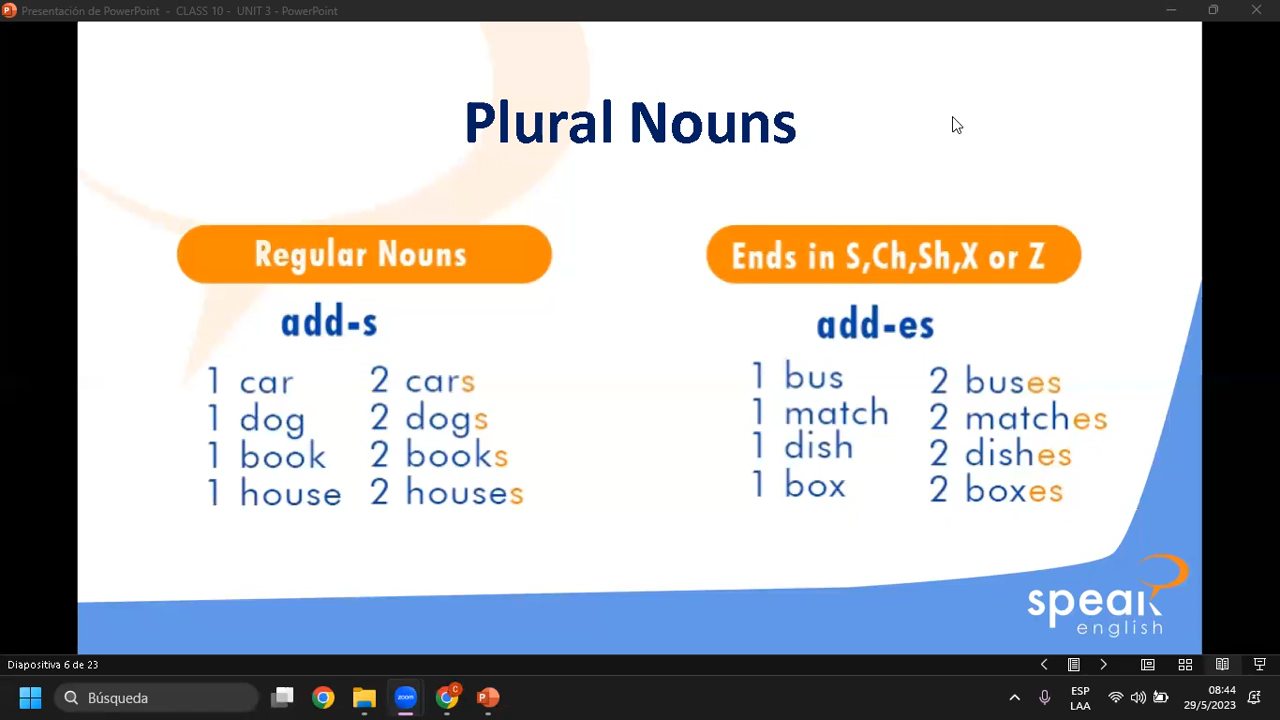 Presentación de PowerPoint - CLASS 10 - UNIT 3 - PowerPoint
Plural Nouns
Regular Nouns
add-s
1 car 2 cars
1 dog 2 dogs
1 book 2 books
1 house 2 houses
Ends in S,Ch,Sh,X or Z
add-es
1 bus 2 buses
1 match 2 matches
1 dish 2 dishes
1 box 2 boxes
speak
english
Diapositiva 6 de 23
Búsqueda
zoom
C
ESP
LAA
08:44
29/5/2023